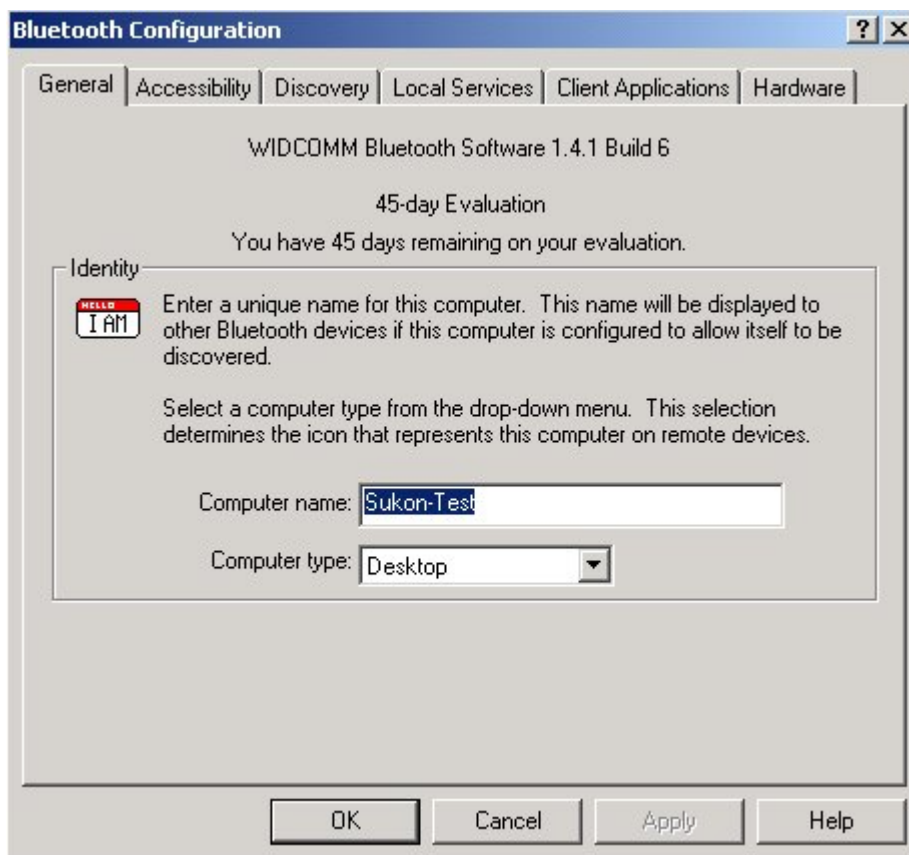 Bluetooth Configuration
General Accessibility Discovery Local Services Client Applications Hardware
WIDCOMM Bluetooth Software 1.4.1 Build 6
45-day Evaluation
You have 45 days remaining on your evaluation.
Identity
HELLO
I AM
Enter a unique name for this computer. This name will be displayed to
other Bluetooth devices if this computer is configured to allow itself to be
discovered.
Select a computer type from the drop-down menu. This selection
determines the icon that represents this computer on remote devices.
Computer name: Sukon-Test
Computer type: Desktop
OK Cancel Apply Help